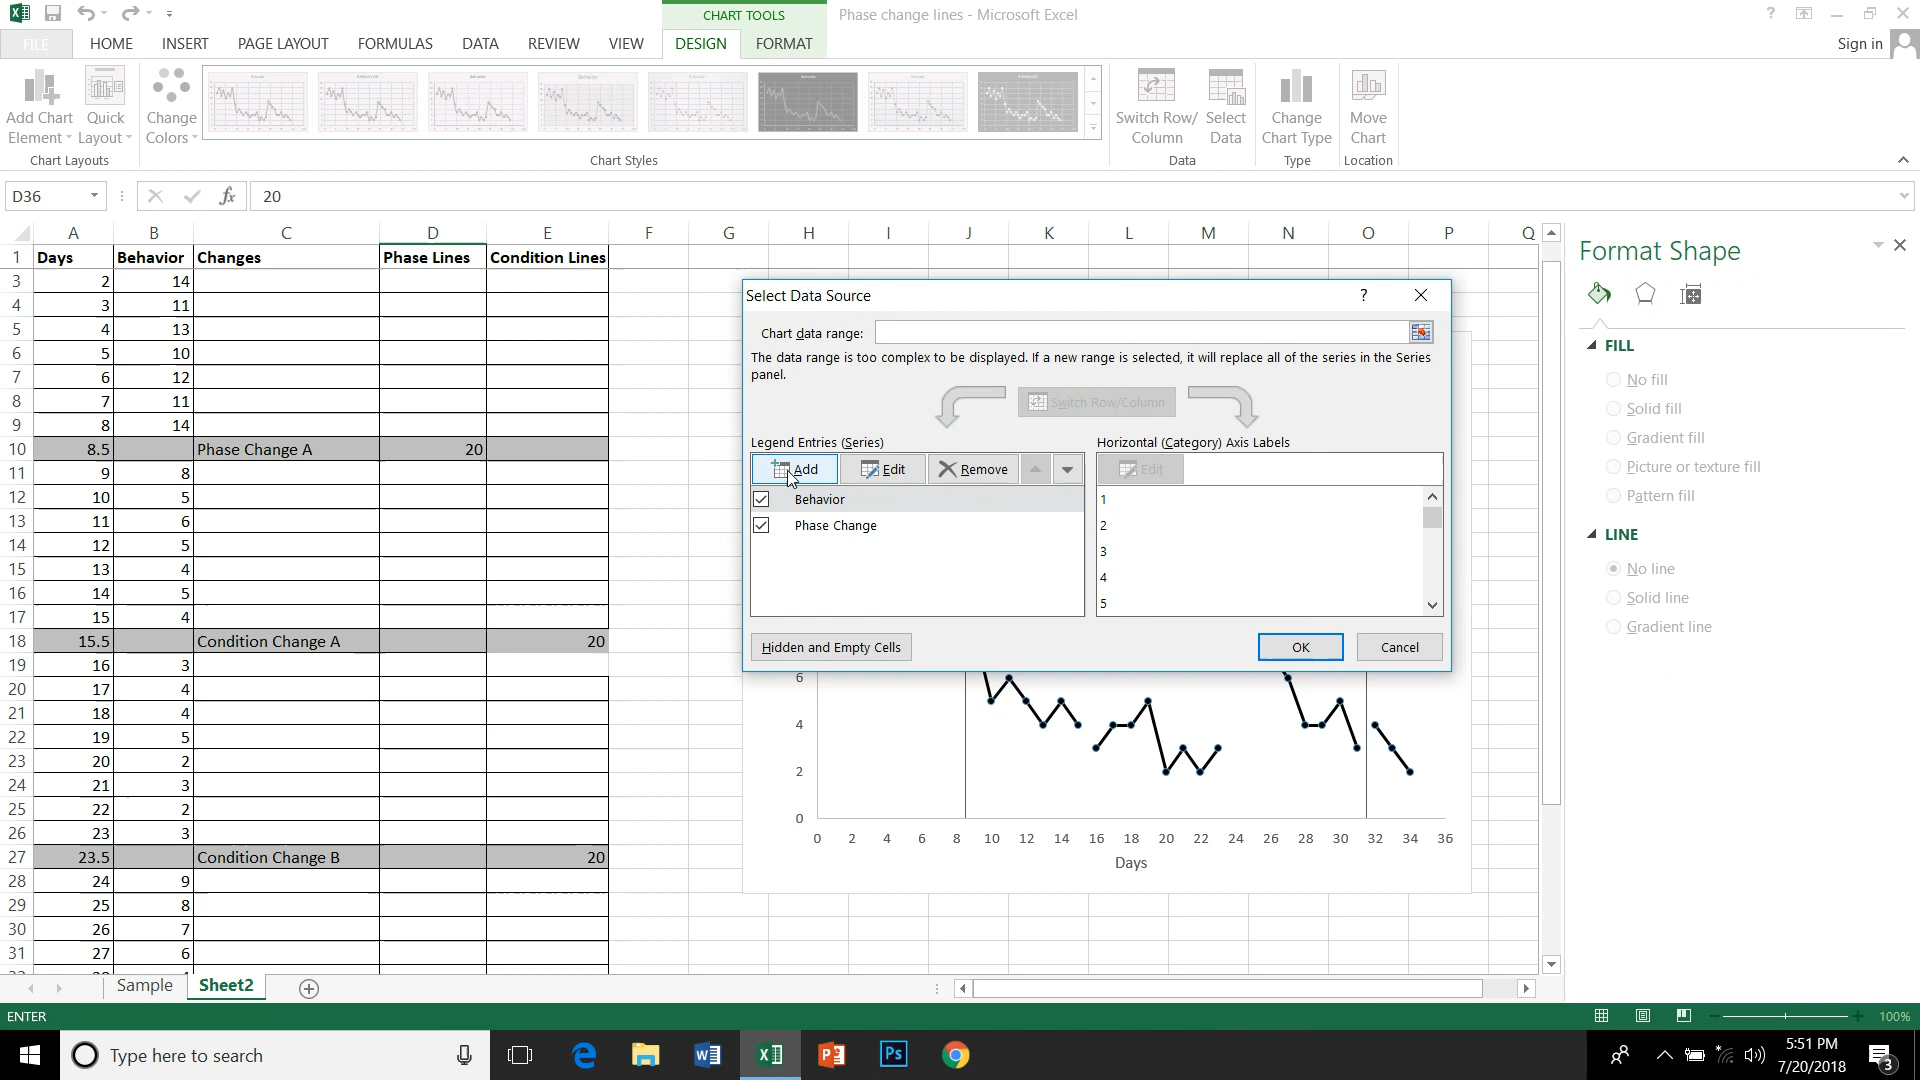 CHART TOOLS
Phase change lines - Microsoft Excel
?
FILE
HOME
INSERT
PAGE LAYOUT
FORMULAS
DATA
REVIEW
VIEW
DESIGN
FORMAT
Sign in
Add Chart
Element
Quick
Layout
Change
Colors
Switch Row/
Column
Select
Data
Change
Chart Type
Move
Chart
Chart Layouts
Chart Styles
Data
Type
Location
D36
fx
20
A B C D E F G H I J K L M N O P Q
1 Days Behavior Changes Phase Lines Condition Lines
3 2 14
4 3 11
5 4 13
6 5 10
7 6 12
8 7 11
9 8 14
10 8.5 Phase Change A 20
11 9 8
12 10 5
13 11 6
14 12 5
15 13 4
16 14 5
17 15 4
18 15.5 Condition Change A 20
19 16 3
20 17 4
21 18 4
22 19 5
23 20 2
24 21 3
25 22 2
26 23 3
27 23.5 Condition Change B 20
28 24 9
29 25 8
30 26 7
31 27 6
Select Data Source
?
Chart data range:
The data range is too complex to be displayed. If a new range is selected, it will replace all of the series in the Series
panel.
Switch Row/Column
Legend Entries (Series)
Add
Edit
Remove
Behavior
Phase Change
Horizontal (Category) Axis Labels
Edit
1
2
3
4
5
Hidden and Empty Cells
OK
Cancel
6
4
2
0
0 2 4 6 8 10 12 14 16 18 20 22 24 26 28 30 32 34 36
Days
Format Shape
FILL
No fill
Solid fill
Gradient fill
Picture or texture fill
Pattern fill
LINE
No line
Solid line
Gradient line
Sample
Sheet2
ENTER
100%
Type here to search
5:51 PM
7/20/2018
3